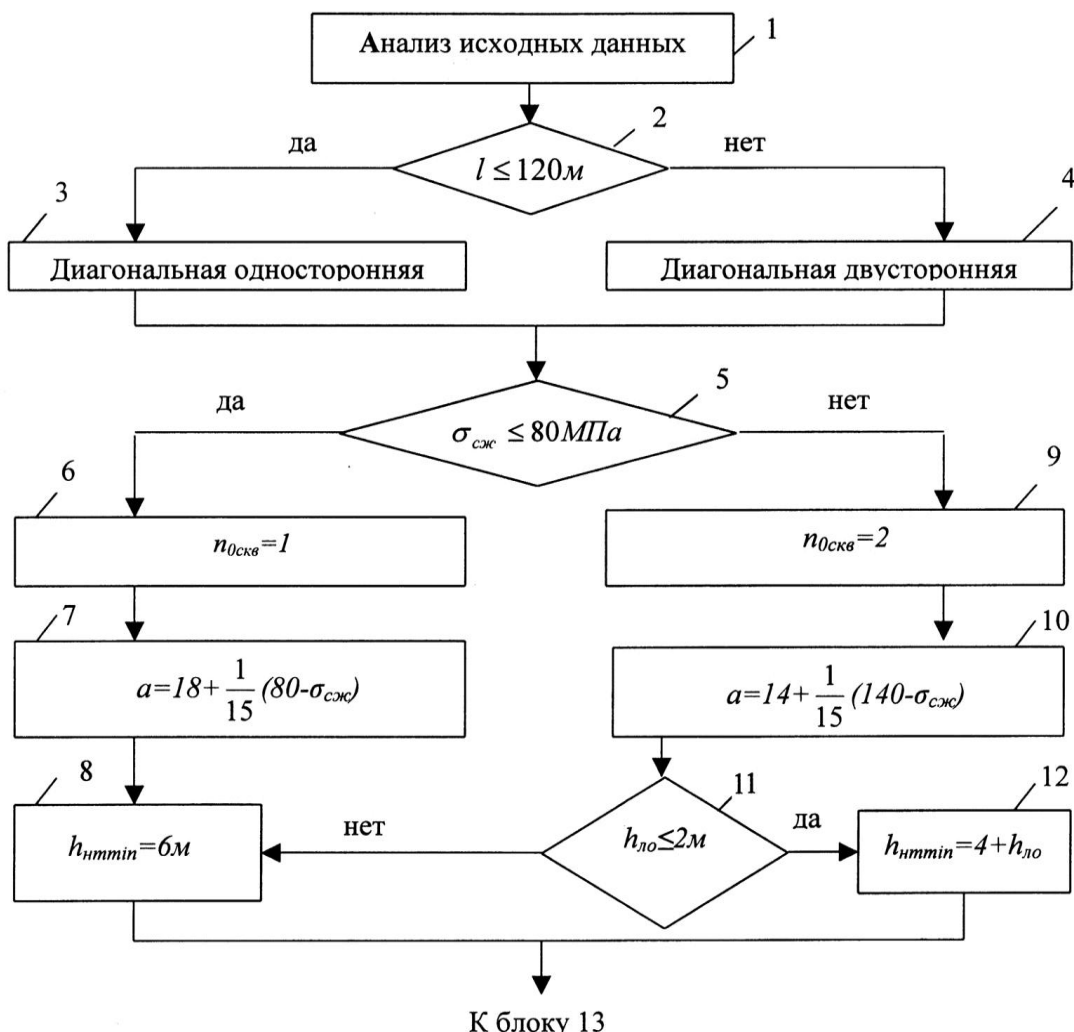 Анализ исходных данных
1
2
да
нет
l ≤ 120м
3
4
Диагональная односторонняя
Диагональная двусторонняя
5
да
нет
σсж ≤ 80МПа
6
9
n0скв=1
n0скв=2
7
10
a=18+1/15(80-σсж)
a=14+1/15(140-σсж)
8
11
12
нет
да
hнтmin=6м
hло≤2м
hнтmin=4+hло
К блоку 13